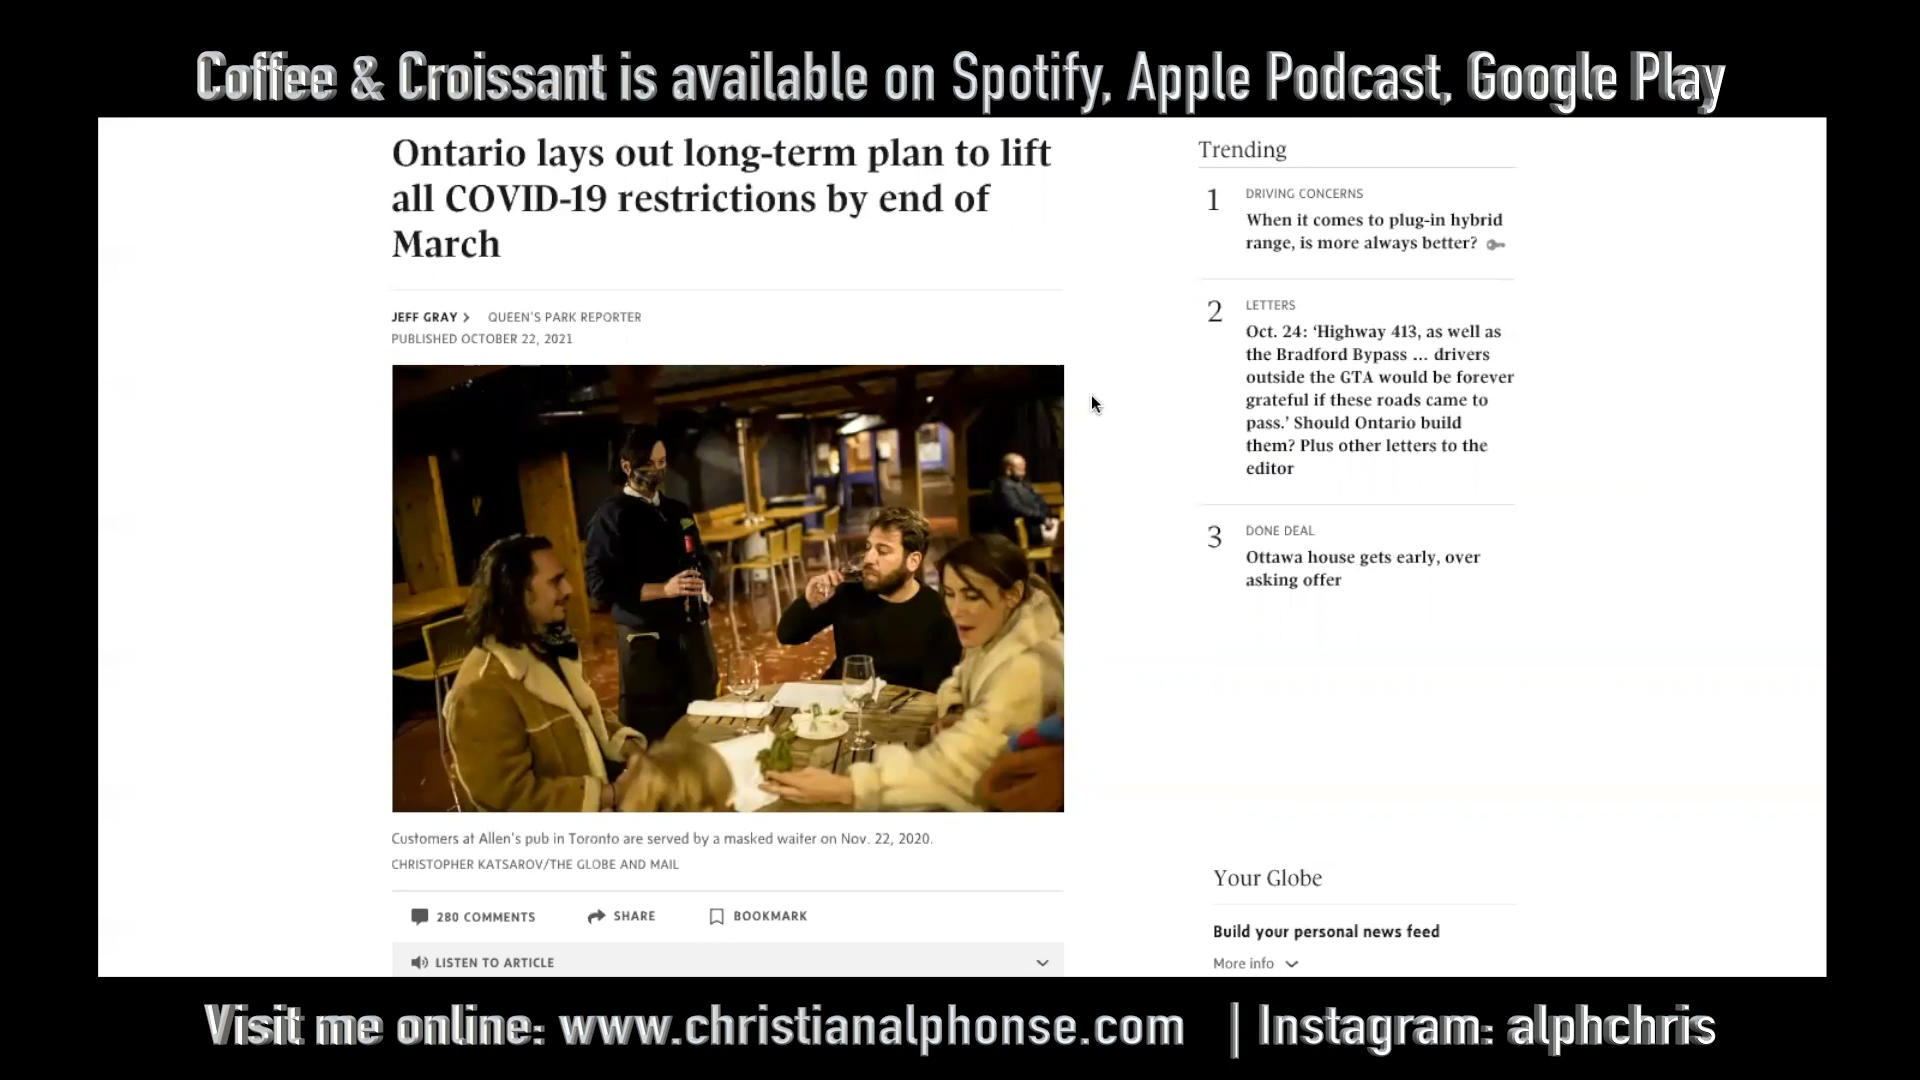 Coffee & Croissant is available on Spotify, Apple Podcast, Google Play
Ontario lays out long-term plan to lift
all COVID-19 restrictions by end of
March
JEFF GRAY > QUEEN'S PARK REPORTER
PUBLISHED OCTOBER 22, 2021
Customers at Allen's pub in Toronto are served by a masked waiter on Nov. 22, 2020.
CHRISTOPHER KATSAROV/THE GLOBE AND MAIL
280 COMMENTS SHARE BOOKMARK
LISTEN TO ARTICLE
Trending
1 DRIVING CONCERNS
When it comes to plug-in hybrid
range, is more always better?
2 LETTERS
Oct. 24: ‘Highway 413, as well as
the Bradford Bypass … drivers
outside the GTA would be forever
grateful if these roads came to
pass.’ Should Ontario build
them? Plus other letters to the
editor
3 DONE DEAL
Ottawa house gets early, over
asking offer
Your Globe
Build your personal news feed
More info
Visit me online: www.christianalphonse.com | Instagram: alphchris